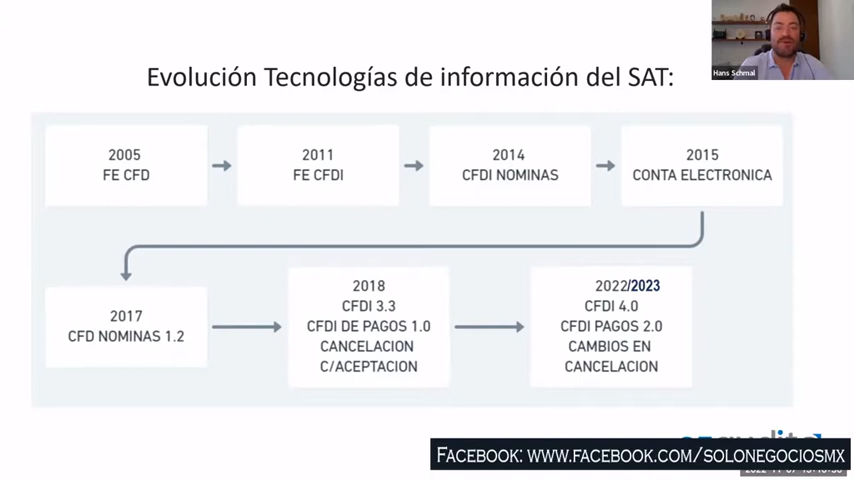 Hans Schmal
Evolución Tecnologías de información del SAT:
2005
FE CFD
2011
FE CFDI
2014
CFDI NOMINAS
2015
CONTA ELECTRONICA
2017
CFD NOMINAS 1.2
2018
CFDI 3.3
CFDI DE PAGOS 1.0
CANCELACION
C/ACEPTACION
2022/2023
CFDI 4.0
CFDI PAGOS 2.0
CAMBIOS EN
CANCELACION
Facebook: www.facebook.com/solonegociosmx